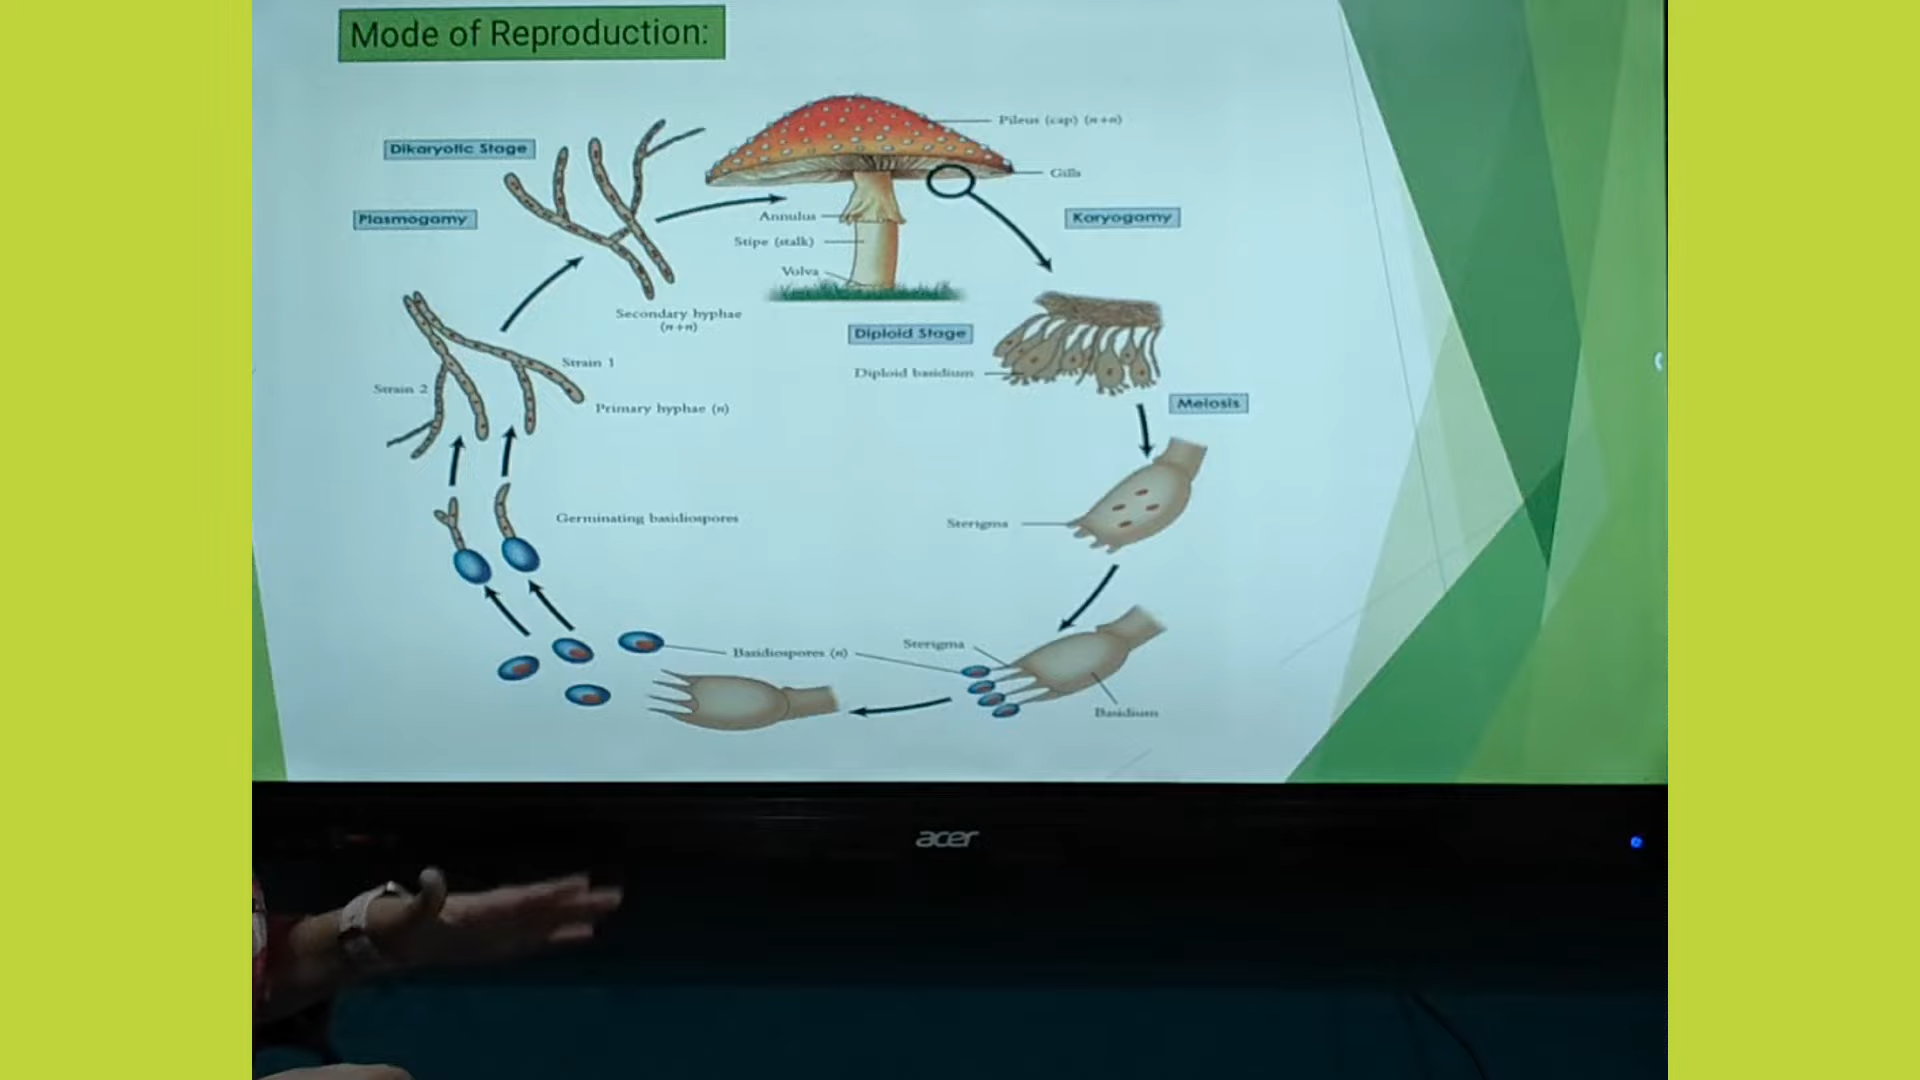 Mode of Reproduction:
Pileus (cap) (n+n)
Dikaryotic Stage
Gills
Plasmogamy
Annulus
Karyogamy
Stipe (stalk)
Volva
Secondary hyphae
(n+n)
Diploid Stage
Strain 1
Diploid basidium
Strain 2
Primary hyphae (n)
Meiosis
Germinating basidiospores
Sterigma
Basidiospores (n)
Sterigma
Basidium
acer